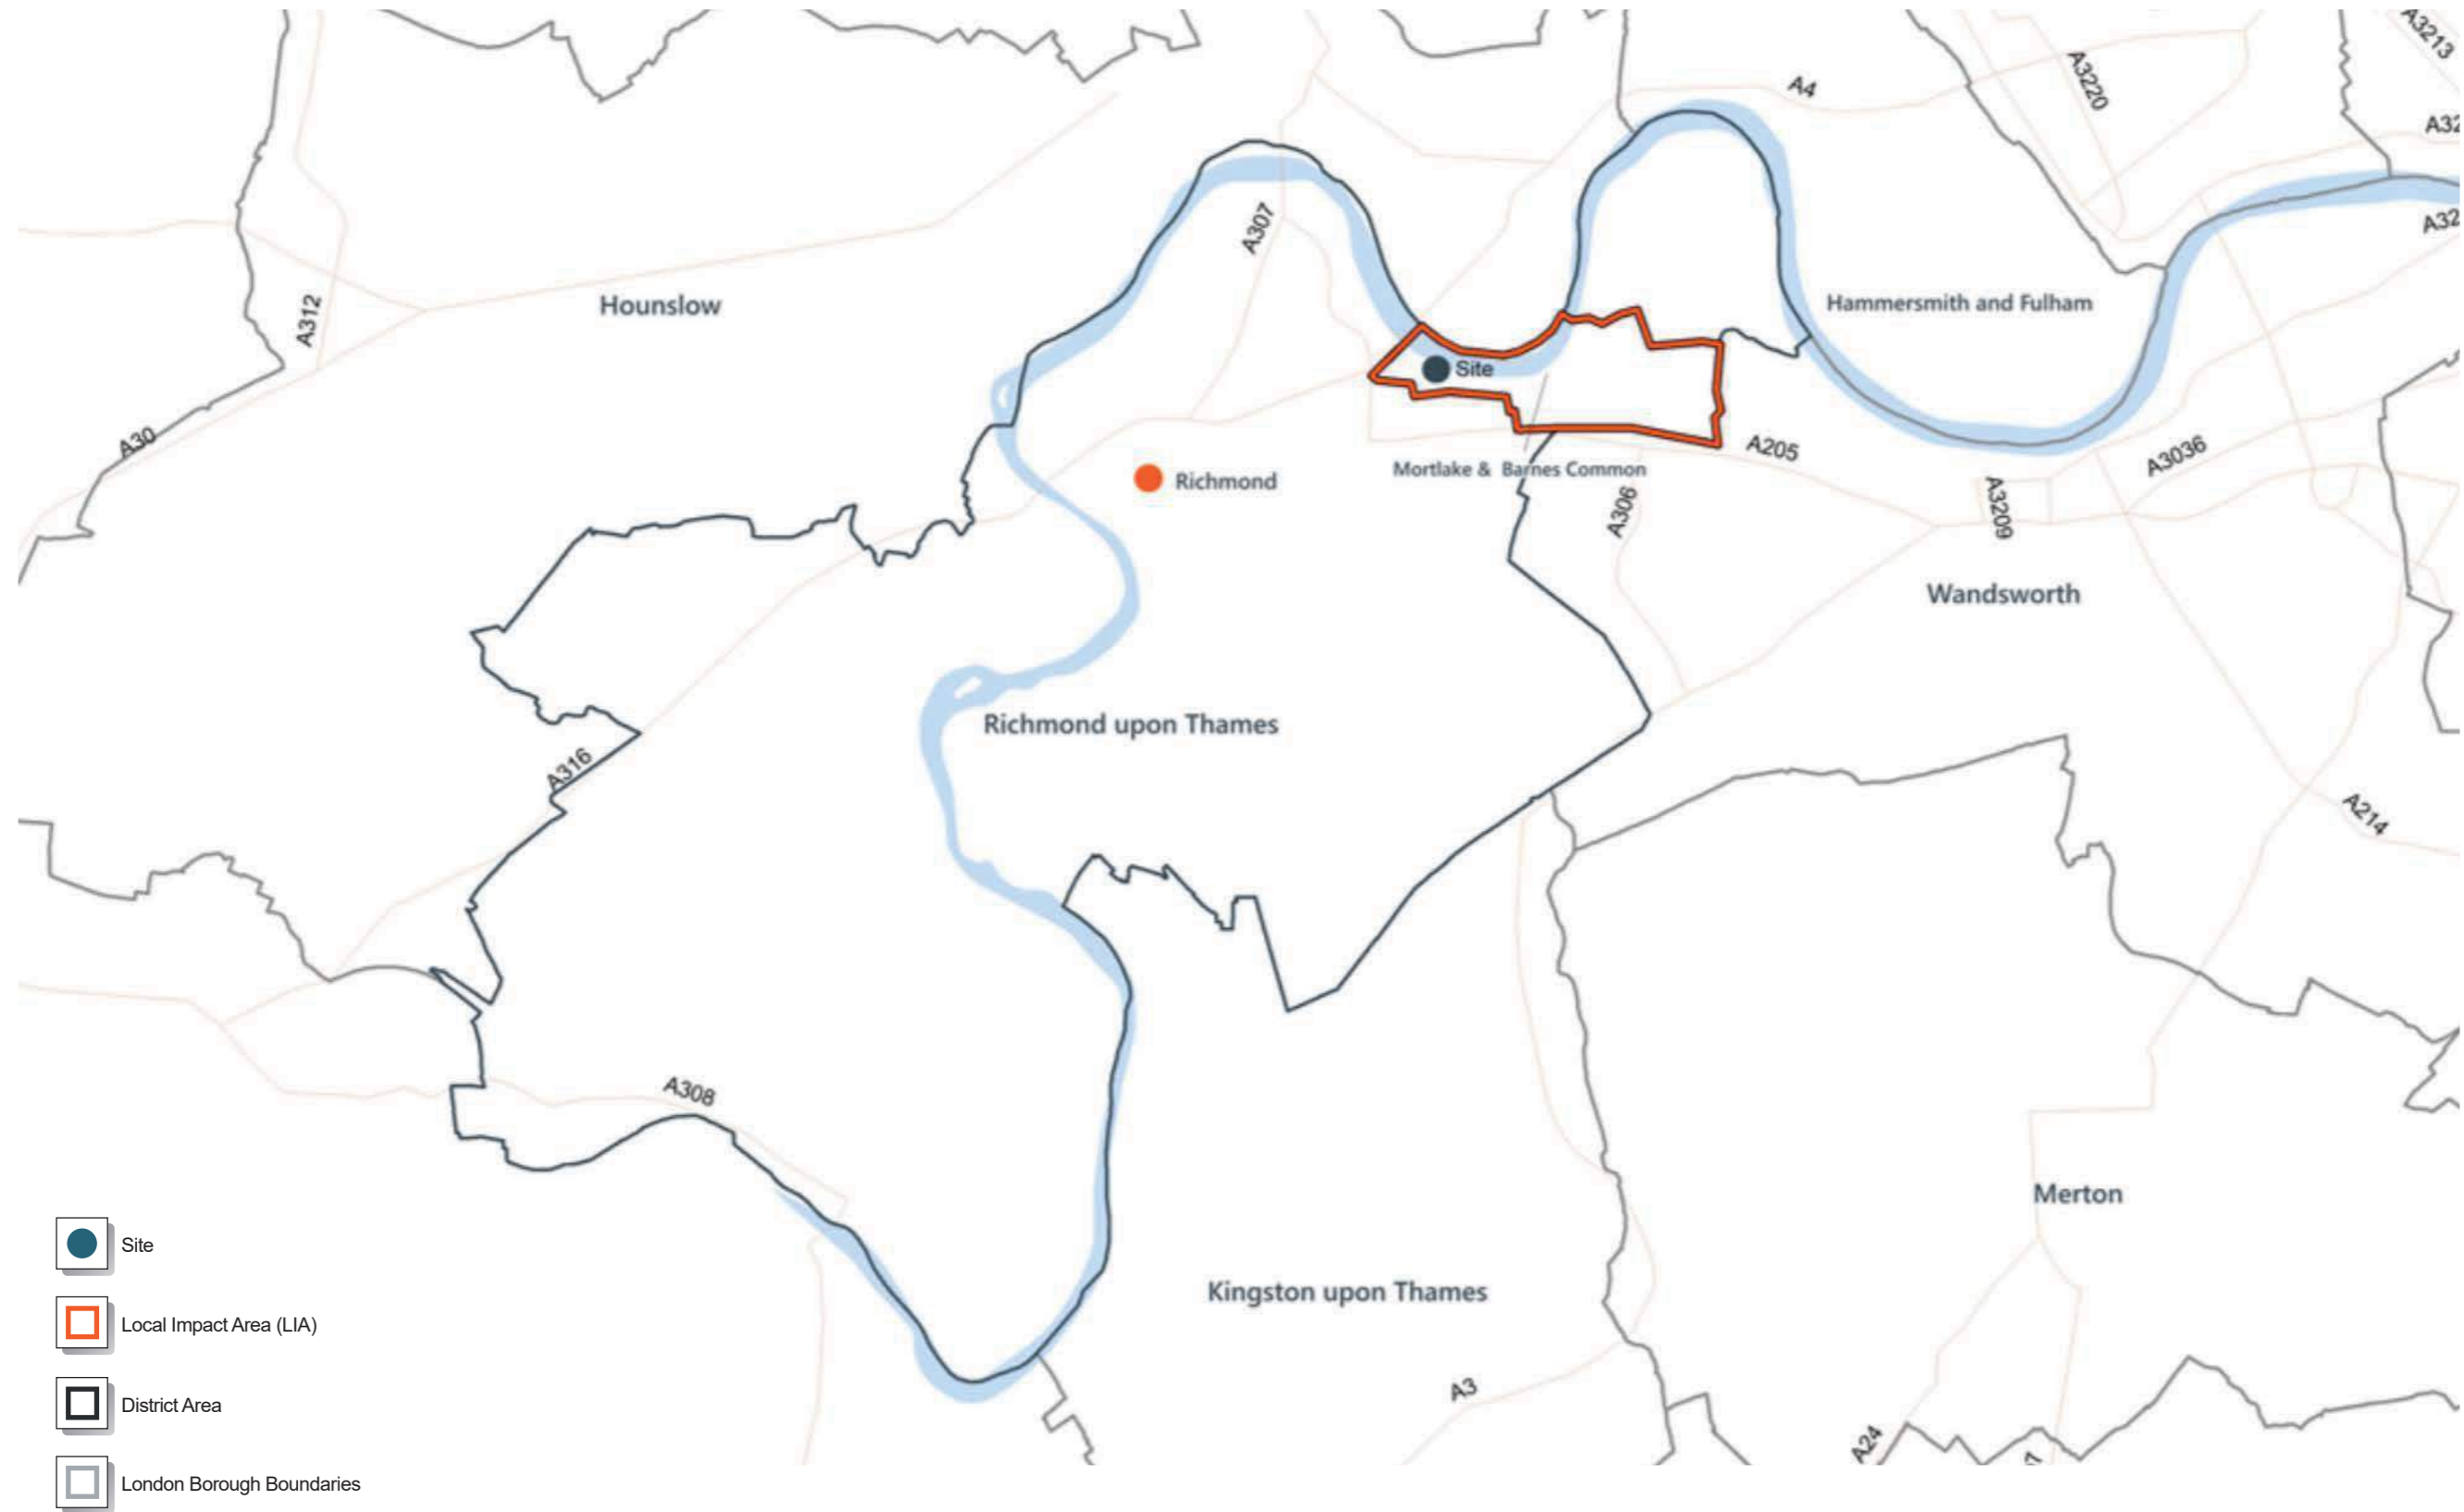 A3213
A3220
A4
A32
A307
A32
A312
Hounslow
Hammersmith and Fulham
Site
A30
A205
A3036
Mortlake & Barnes Common
Richmond
A306
A3209
Wandsworth
Richmond upon Thames
A316
A214
A308
Merton
Site
Kingston upon Thames
Local Impact Area (LIA)
A3
District Area
A24
London Borough Boundaries